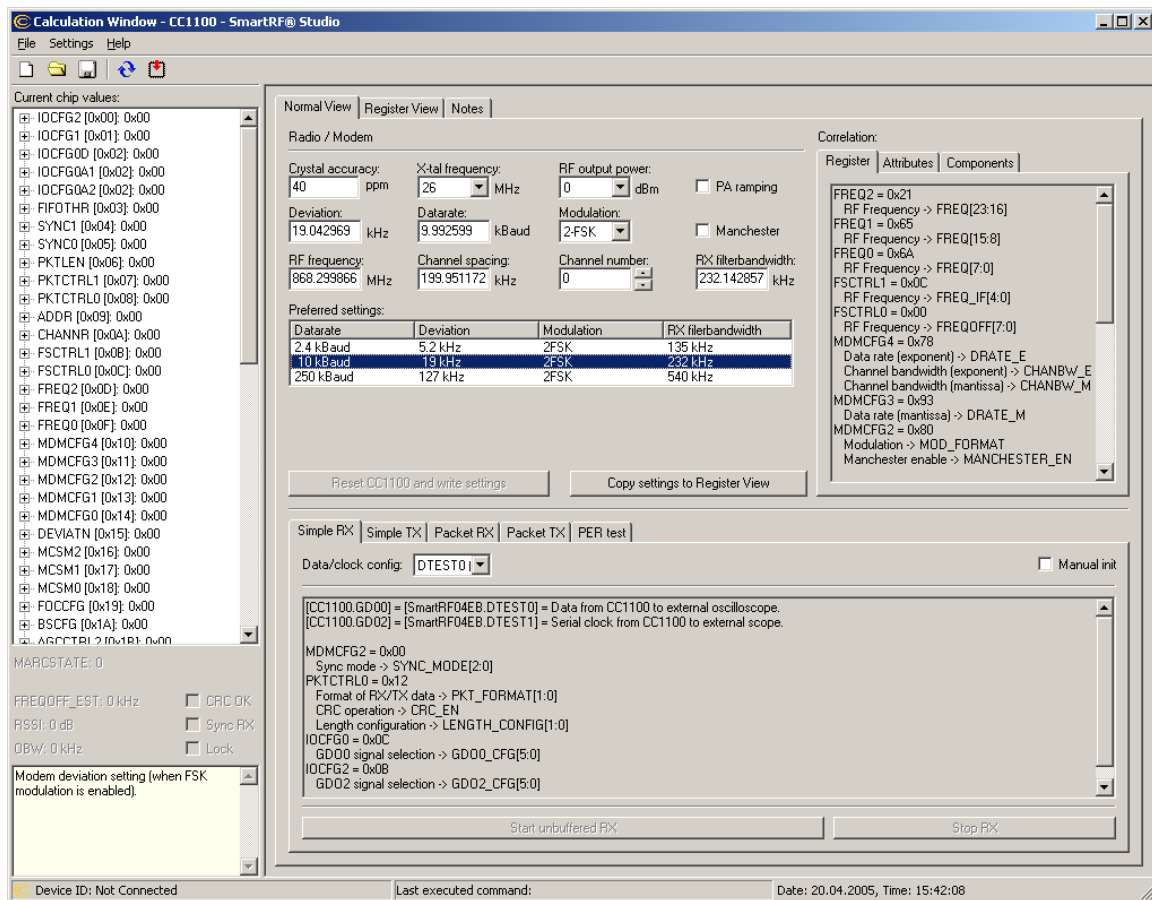 Calculation Window - CC1100 - SmartRF® Studio
File Settings Help
Current chip values:
IOCFG2 [0x00]: 0x00
IOCFG1 [0x01]: 0x00
IOCFG0D [0x02]: 0x00
IOCFG0A1 [0x02]: 0x00
IOCFG0A2 [0x02]: 0x00
FIFOTHR [0x03]: 0x00
SYNC1 [0x04]: 0x00
SYNC0 [0x05]: 0x00
PKTLEN [0x06]: 0x00
PKTCTRL1 [0x07]: 0x00
PKTCTRL0 [0x08]: 0x00
ADDR [0x09]: 0x00
CHANNR [0x0A]: 0x00
FSCTRL1 [0x0B]: 0x00
FSCTRL0 [0x0C]: 0x00
FREQ2 [0x0D]: 0x00
FREQ1 [0x0E]: 0x00
FREQ0 [0x0F]: 0x00
MDMCFG4 [0x10]: 0x00
MDMCFG3 [0x11]: 0x00
MDMCFG2 [0x12]: 0x00
MDMCFG1 [0x13]: 0x00
MDMCFG0 [0x14]: 0x00
DEVIATN [0x15]: 0x00
MCSM2 [0x16]: 0x00
MCSM1 [0x17]: 0x00
MCSM0 [0x18]: 0x00
FOCCFG [0x19]: 0x00
BSCFG [0x1A]: 0x00
AGCCTRL2 [0x1B]: 0x00
MARCSTATE: 0
FREQOFF_EST: 0 kHz CRC OK
RSSI: 0 dB Sync RX
OBW: 0 kHz Lock
Modem deviation setting (when FSK
modulation is enabled).
Normal View Register View Notes
Radio / Modem
Crystal accuracy: X-tal frequency: RF output power:
40 ppm 26 MHz 0 dBm PA ramping
Deviation: Datarate: Modulation:
19.042969 kHz 9.992599 kBaud 2-FSK Manchester
RF frequency: Channel spacing: Channel number: RX filterbandwidth:
868.299866 MHz 199.951172 kHz 0 232.142857 kHz
Preferred settings:
Datarate Deviation Modulation RX filerbandwidth
2.4 kBaud 5.2 kHz 2FSK 135 kHz
10 kBaud 19 kHz 2FSK 232 kHz
250 kBaud 127 kHz 2FSK 540 kHz
Reset CC1100 and write settings Copy settings to Register View
Correlation:
Register Attributes Components
FREQ2 = 0x21
RF Frequency -> FREQ[23:16]
FREQ1 = 0x65
RF Frequency -> FREQ[15:8]
FREQ0 = 0x6A
RF Frequency -> FREQ[7:0]
FSCTRL1 = 0x0C
RF Frequency -> FREQ_IF[4:0]
FSCTRL0 = 0x00
RF Frequency -> FREQOFF[7:0]
MDMCFG4 = 0x78
Data rate (exponent) -> DRATE_E
Channel bandwidth (exponent) -> CHANBW_E
Channel bandwidth (mantissa) -> CHANBW_M
MDMCFG3 = 0x93
Data rate (mantissa) -> DRATE_M
MDMCFG2 = 0x80
Modulation -> MOD_FORMAT
Manchester enable -> MANCHESTER_EN
Simple RX Simple TX Packet RX Packet TX PER test
Data/clock config: DTEST0 Manual init
[CC1100.GD00] = [SmartRF04EB.DTEST0] = Data from CC1100 to external oscilloscope.
[CC1100.GD02] = [SmartRF04EB.DTEST1] = Serial clock from CC1100 to external scope.
MDMCFG2 = 0x00
Sync mode -> SYNC_MODE[2:0]
PKTCTRL0 = 0x12
Format of RX/TX data -> PKT_FORMAT[1:0]
CRC operation -> CRC_EN
Length configuration -> LENGTH_CONFIG[1:0]
IOCFG0 = 0x0C
GDO0 signal selection -> GDO0_CFG[5:0]
IOCFG2 = 0x0B
GDO2 signal selection -> GDO2_CFG[5:0]
Start unbuffered RX Stop RX
Device ID: Not Connected Last executed command: Date: 20.04.2005, Time: 15:42:08